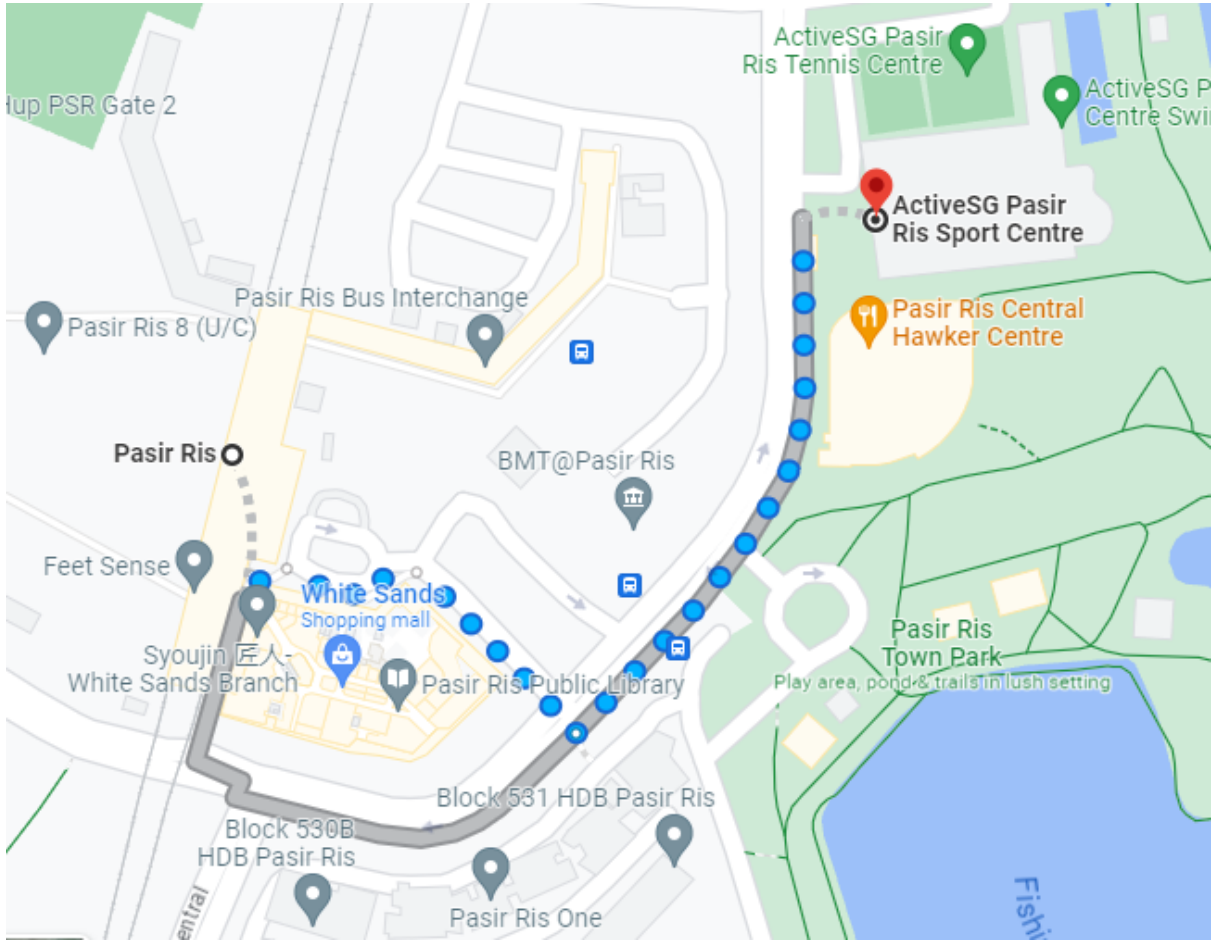 ActiveSG Pasir
Ris Tennis Centre
ActiveSG P
Centre Swi
Hup PSR Gate 2
ActiveSG Pasir
Ris Sport Centre
Pasir Ris Bus Interchange
Pasir Ris 8 (U/C)
Pasir Ris Central
Hawker Centre
Pasir Ris
BMT@Pasir Ris
Feet Sense
White Sands
Shopping mall
Syoujin 匠人-
White Sands Branch
Pasir Ris Public Library
Pasir Ris
Town Park
Play area, pond & trails in lush setting
Block 531 HDB Pasir Ris
Block 530B
HDB Pasir Ris
Pasir Ris One
entral
Fishi